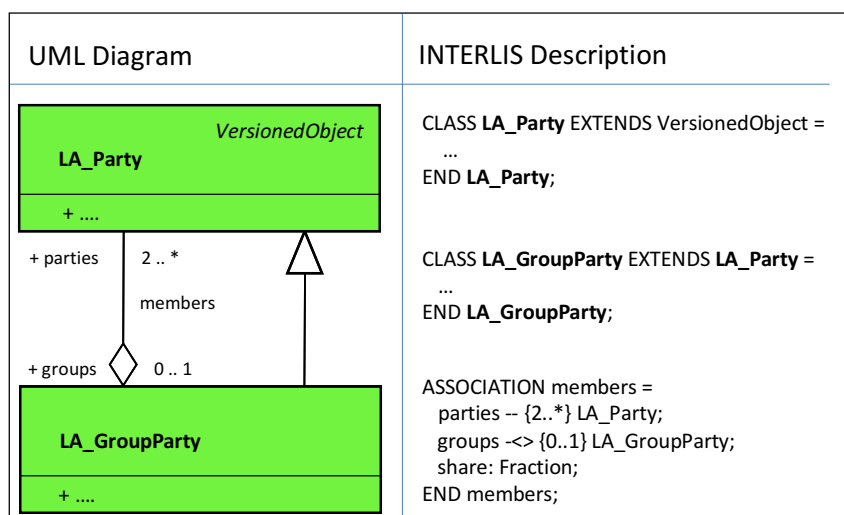 UML Diagram
INTERLIS Description
VersionedObject
LA_Party
+ ....
+ parties
2 .. *
members
+ groups
0 .. 1
LA_GroupParty
+ ....
CLASS LA_Party EXTENDS VersionedObject =
...
END LA_Party;
CLASS LA_GroupParty EXTENDS LA_Party =
...
END LA_GroupParty;
ASSOCIATION members =
parties -- {2..*} LA_Party;
groups -<> {0..1} LA_GroupParty;
share: Fraction;
END members;